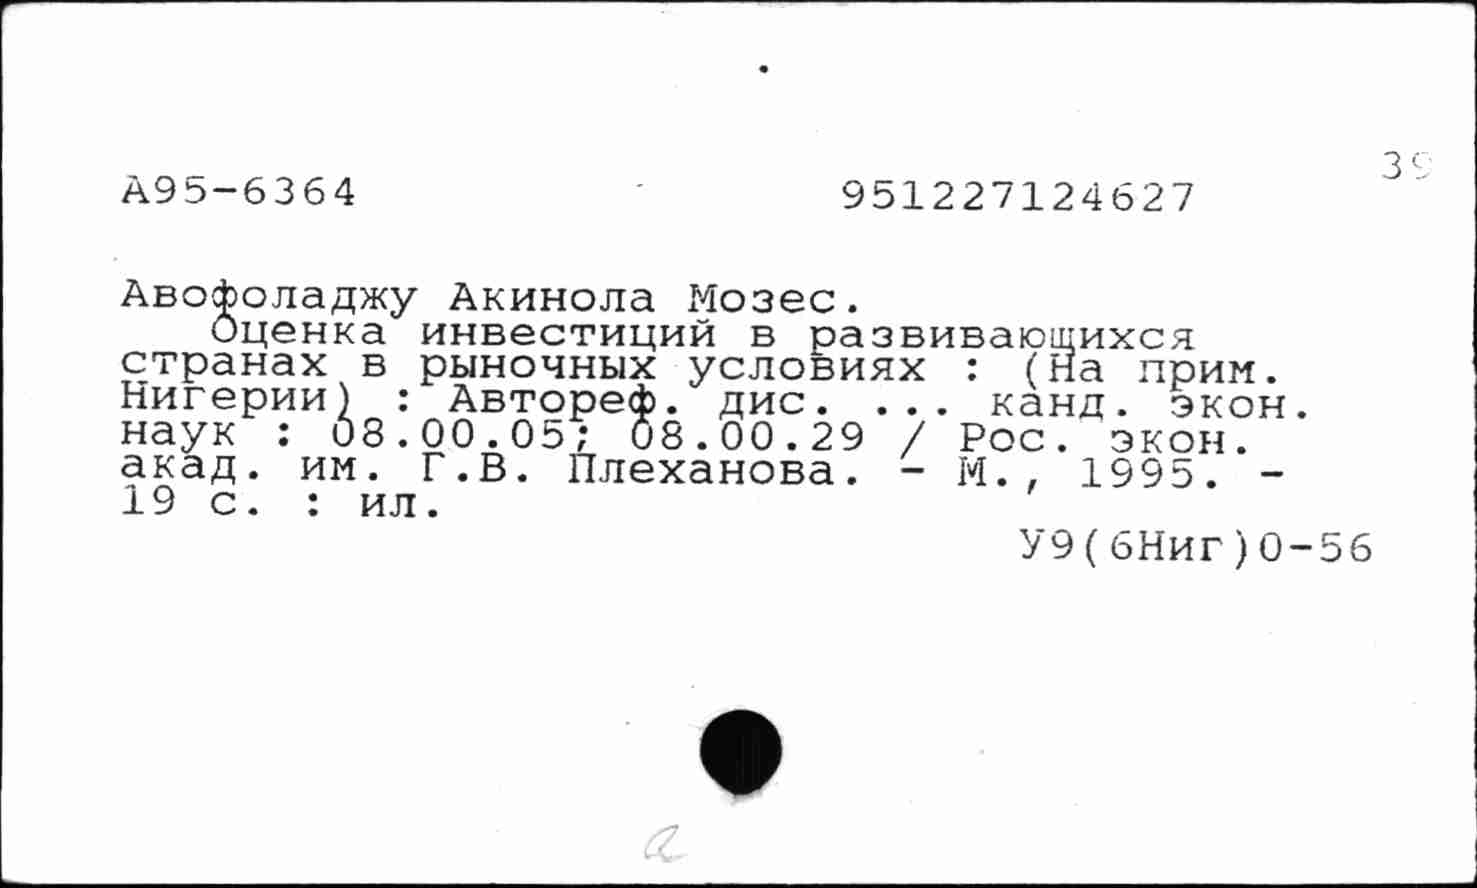 39
А95-6364 951227124627
Авофоладжу Акинола Мозес.
Оценка инвестиций в развивающихся
странах в рыночных условиях : (На прим.
Нигерии) : Автореф. дис. ... канд. экон.
наук : 08.00.05; 08.00.29 / Рос. экон.
акад. им. Г.В. Плеханова. - М., 1995. -
19 с. : ил.
У9(6Ниг)0-56
а